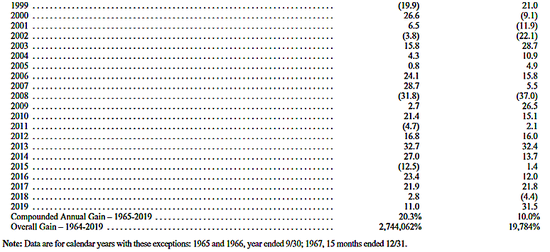 1999 (19.9) 21.0
2000 26.6 (9.1)
2001 6.5 (11.9)
2002 (3.8) (22.1)
2003 15.8 28.7
2004 4.3 10.9
2005 0.8 4.9
2006 24.1 15.8
2007 28.7 5.5
2008 (31.8) (37.0)
2009 2.7 26.5
2010 21.4 15.1
2011 (4.7) 2.1
2012 16.8 16.0
2013 32.7 32.4
2014 27.0 13.7
2015 (12.5) 1.4
2016 23.4 12.0
2017 21.9 21.8
2018 2.8 (4.4)
2019 11.0 31.5
Compounded Annual Gain – 1965-2019 20.3% 10.0%
Overall Gain – 1964-2019 2,744,062% 19,784%
Note: Data are for calendar years with these exceptions: 1965 and 1966, year ended 9/30; 1967, 15 months ended 12/31.